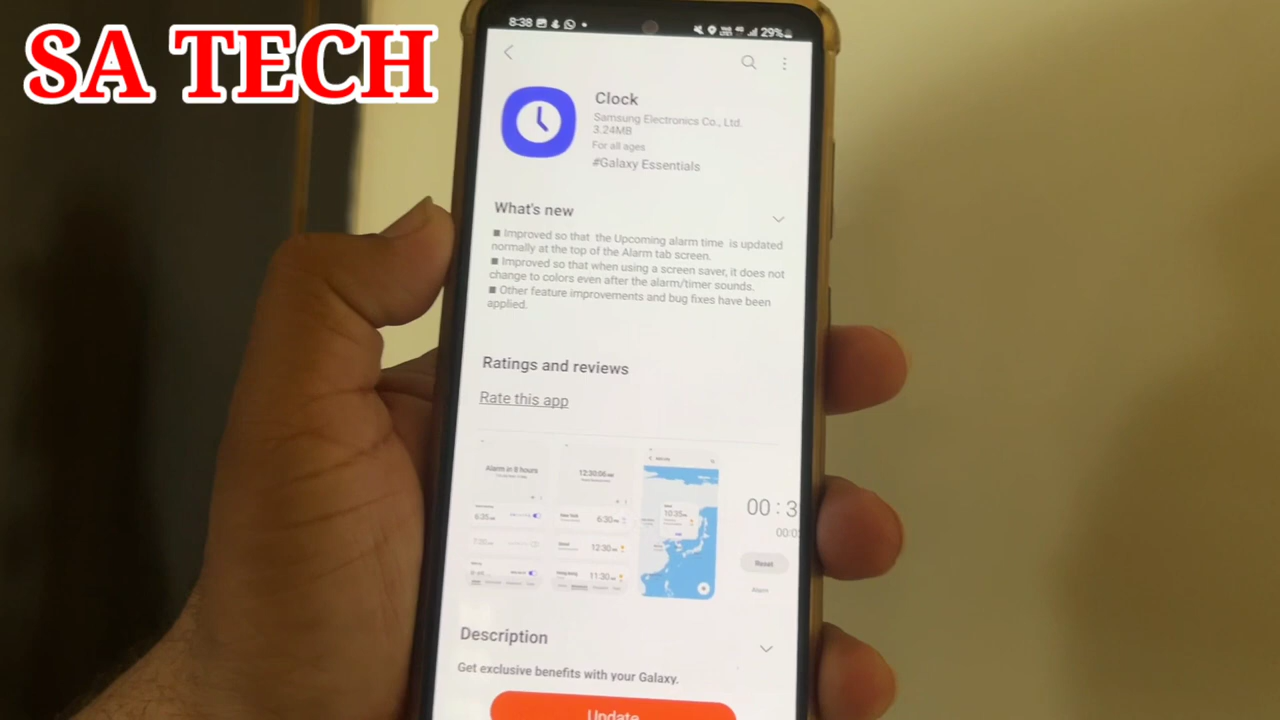 SA TECH
8:38
29%
Clock
Samsung Electronics Co., Ltd.
3.24MB
For all ages
#Galaxy Essentials
What's new
■ Improved so that the Upcoming alarm time is updated
normally at the top of the Alarm tab screen.
■ Improved so that when using a screen saver, it does not
change to colors even after the alarm/timer sounds.
■ Other feature improvements and bug fixes have been
applied.
Ratings and reviews
Rate this app
Alarm in 8 hours
6:35
7:30
12:30:06
6:30
12:30
11:30
10:35
00 : 3
00:0
Reset
Alarm
Description
Get exclusive benefits with your Galaxy.
Update